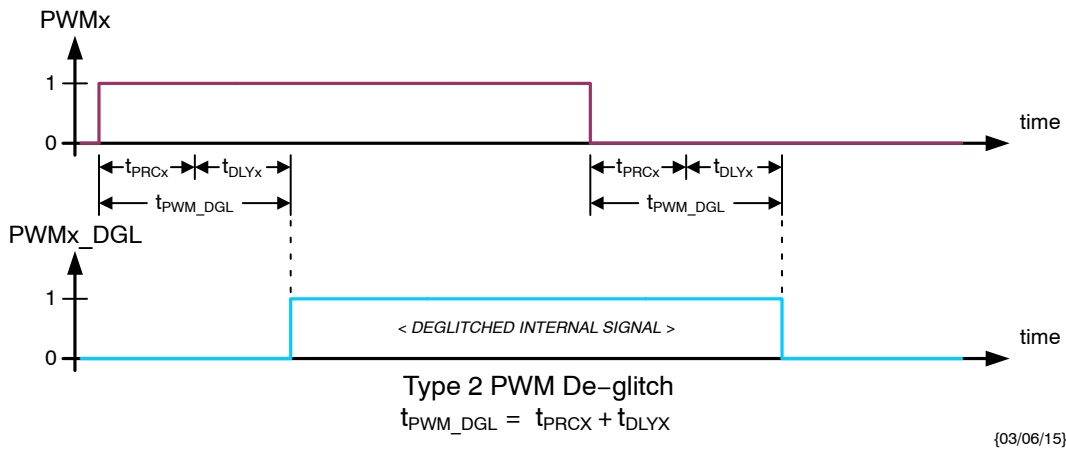 PWMx
1
0
time
tPRCx tDLYx tPRCx tDLYx
tPWM_DGL tPWM_DGL
PWMx_DGL
1
< DEGLITCHED INTERNAL SIGNAL >
0
time
Type 2 PWM De−glitch
tPWM_DGL = tPRCX + tDLYX
{03/06/15}